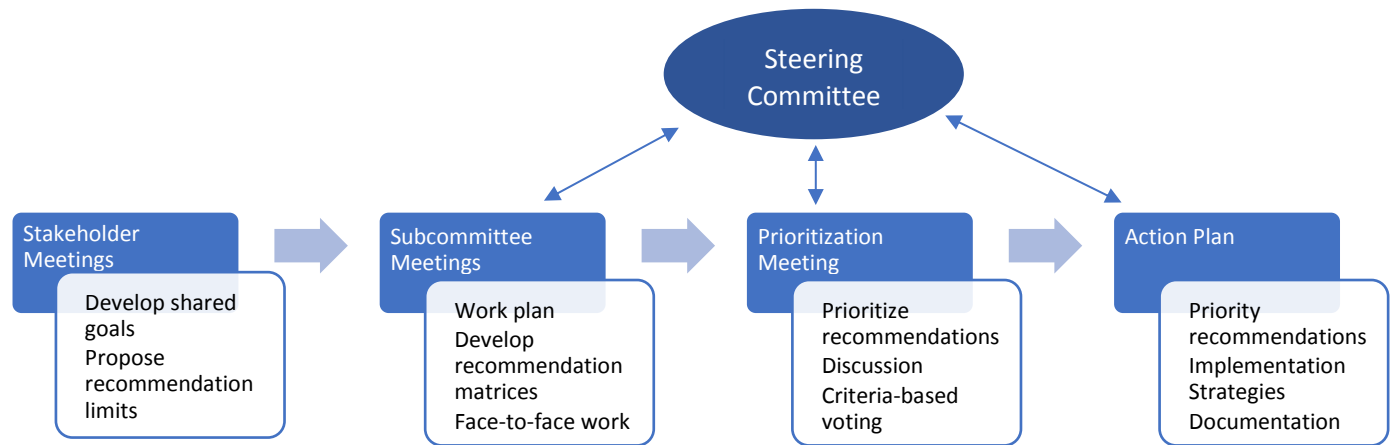 Steering
Committee
Stakeholder
Meetings
Develop shared
goals
Propose
recommendation
limits
Subcommittee
Meetings
Work plan
Develop
recommendation
matrices
Face-to-face work
Prioritization
Meeting
Prioritize
recommendations
Discussion
Criteria-based
voting
Action Plan
Priority
recommendations
Implementation
Strategies
Documentation